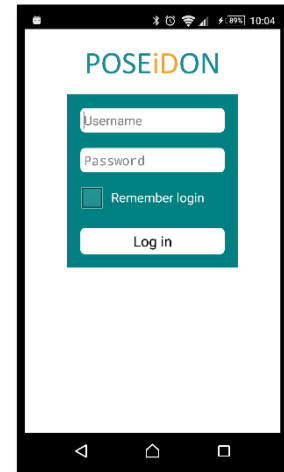 89% 10:04
POSEiDON
Username
Password
Remember login
Log in